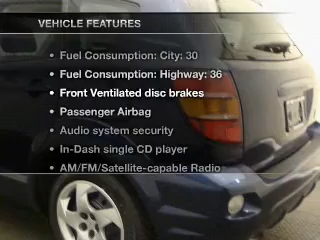 VEHICLE FEATURES
• Fuel Consumption: City: 30
• Fuel Consumption: Highway: 36
• Front Ventilated disc brakes
• Passenger Airbag
• Audio system security
• In-Dash single CD player
• AM/FM/Satellite-capable Radio